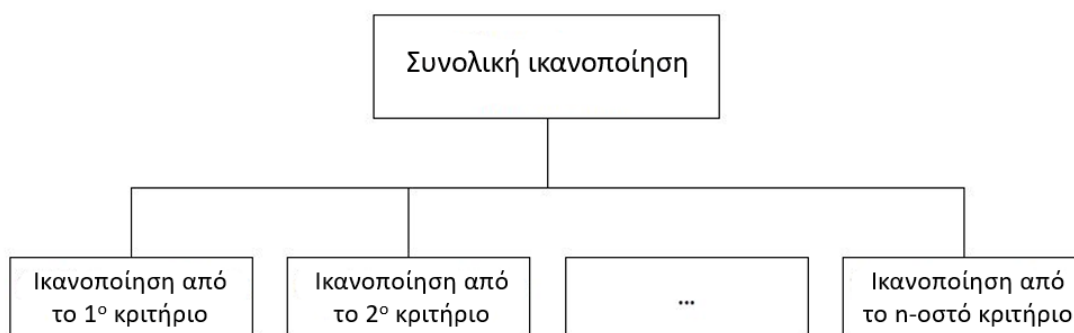 Συνολική ικανοποίηση
Ικανοποίηση από
το 1ο κριτήριο
Ικανοποίηση από
το 2ο κριτήριο
...
Ικανοποίηση από
το n-οστό κριτήριο